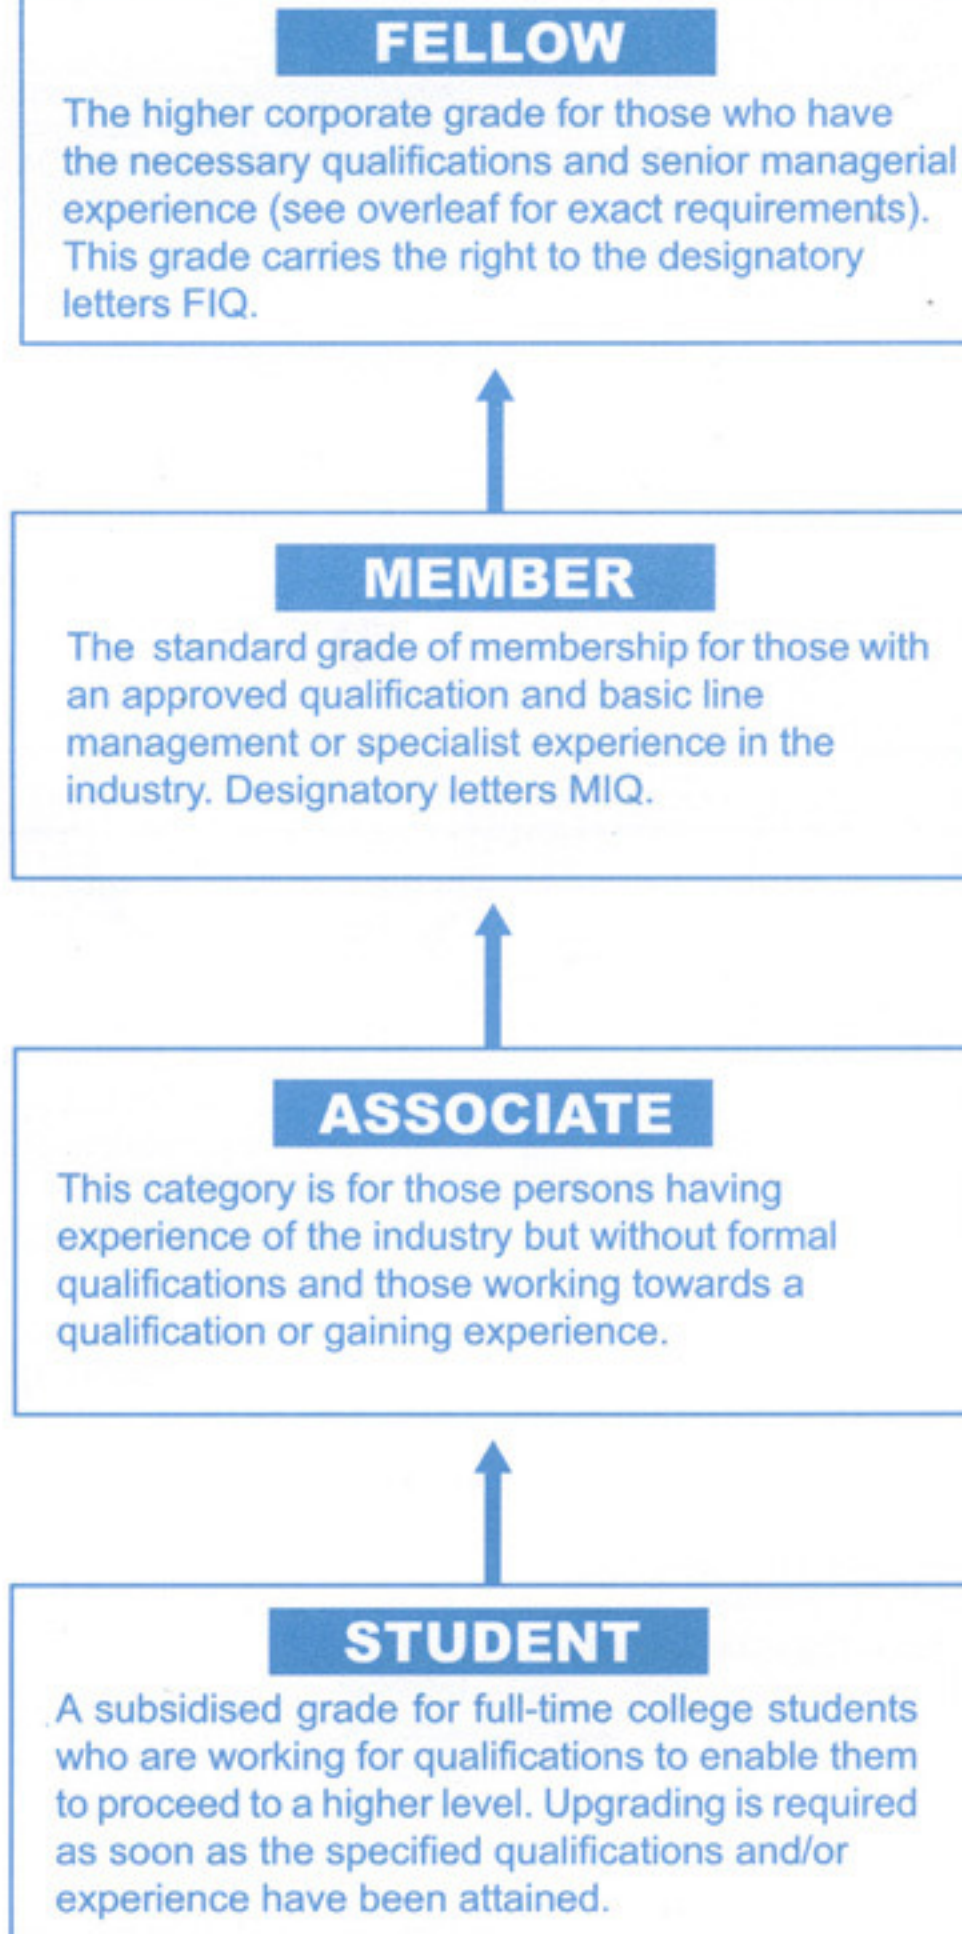 FELLOW
The higher corporate grade for those who have
the necessary qualifications and senior managerial
experience (see overleaf for exact requirements).
This grade carries the right to the designatory
letters FIQ.
MEMBER
The standard grade of membership for those with
an approved qualification and basic line
management or specialist experience in the
industry. Designatory letters MIQ.
ASSOCIATE
This category is for those persons having
experience of the industry but without formal
qualifications and those working towards a
qualification or gaining experience.
STUDENT
A subsidised grade for full-time college students
who are working for qualifications to enable them
to proceed to a higher level. Upgrading is required
as soon as the specified qualifications and/or
experience have been attained.